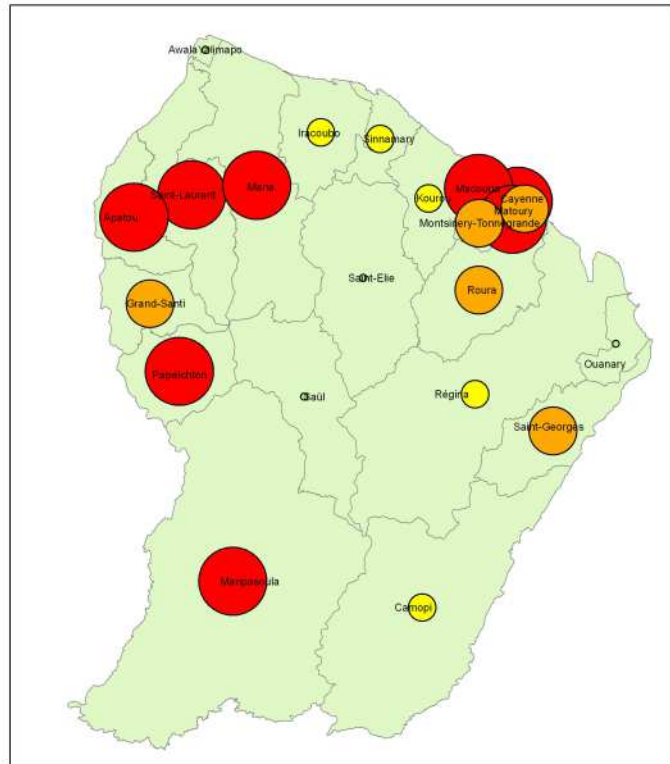 Awala Yalimapo
Iracoubo
Sinnamary
Saint-Laurent
Mana
Apatou
Macouria
Kourou
Cayenne
Matoury
Montsinery-Tonnegrande
Saint-Elie
Roura
Grand-Santi
Ouanary
Papaichton
Saül
Régina
Saint-Georges
Maripasoula
Camopi